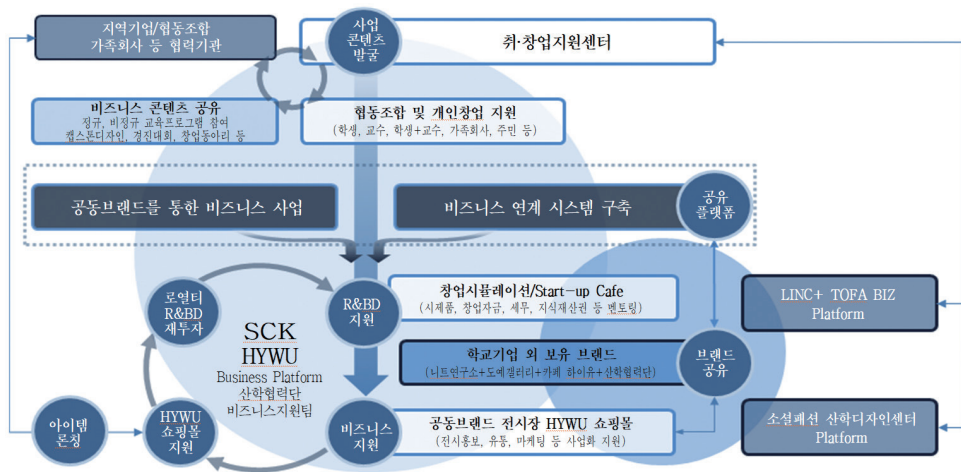 지역기업/협동조합
가족회사 등 협력기관
사업
콘텐츠
발굴
취·창업지원센터
비즈니스 콘텐츠 공유
정규, 비정규 교육프로그램 참여
캡스톤디자인, 경진대회, 창업동아리 등
협동조합 및 개인창업 지원
(학생, 교수, 학생+교수, 가족회사, 주민 등)
공동브랜드를 통한 비즈니스 사업
비즈니스 연계 시스템 구축
공유
플랫폼
로열티
R&BD
재투자
R&BD
지원
창업시뮬레이션/Start-up Cafe
(시제품, 창업자금, 세무, 지식재산권 등 멘토링)
LINC+ TOFA BIZ
Platform
SCK
HYWU
Business Platform
산학협력단
비즈니스지원팀
학교기업 외 보유 브랜드
(니트연구소+도예갤러리+카페 하이유+산학협력단)
브랜드
공유
아이템
론칭
HYWU
쇼핑몰
지원
비즈니스
지원
공동브랜드 전시장 HYWU 쇼핑몰
(전시홍보, 유통, 마케팅 등 사업화 지원)
소셜패션 산학디자인센터
Platform